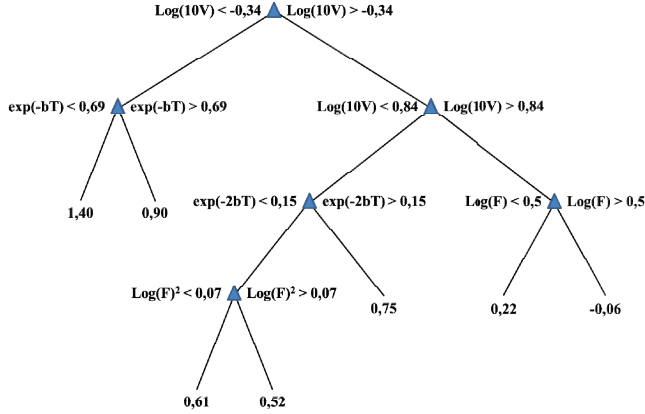 Log(10V) < -0,34 Log(10V) > -0,34
exp(-bT) < 0,69 exp(-bT) > 0,69 Log(10V) < 0,84 Log(10V) > 0,84
1,40 0,90 exp(-2bT) < 0,15 exp(-2bT) > 0,15 Log(F) < 0,5 Log(F) > 0,5
Log(F)² < 0,07 Log(F)² > 0,07 0,75 0,22 -0,06
0,61 0,52